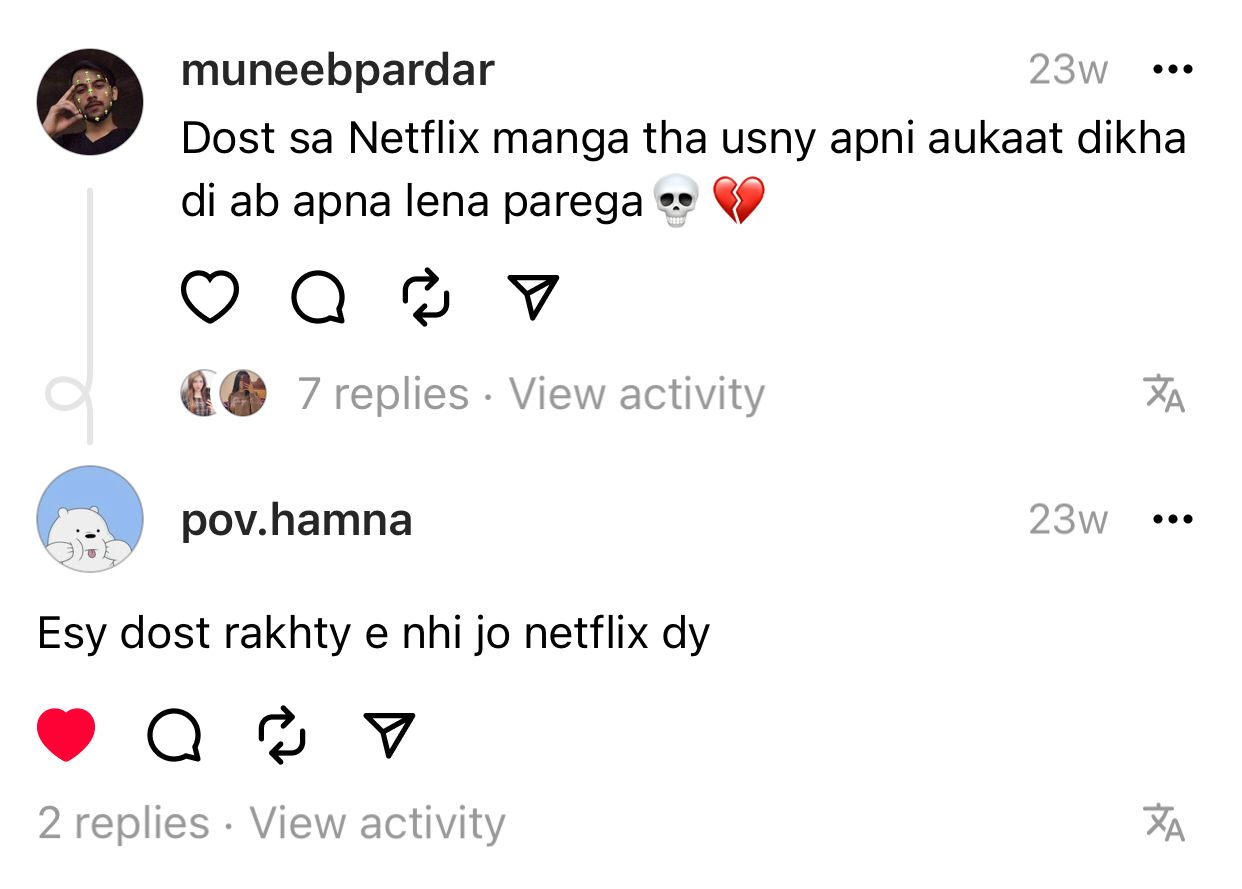 muneebpardar 23w
Dost sa Netflix manga tha usny apni aukaat dikha
di ab apna lena parega💀💔
7 replies · View activity
pov.hamna 23w
Esy dost rakhty e nhi jo netflix dy
2 replies · View activity